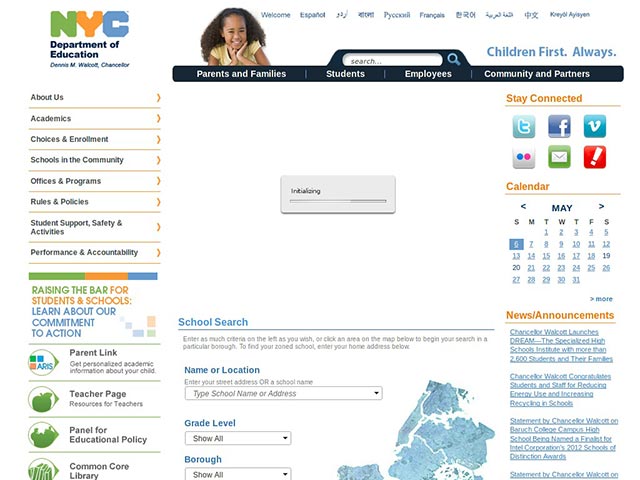 NYC
Department of
Education
Dennis M. Walcott, Chancellor
Welcome Español اردو বাংলা Русский Français 한국어 اللغة العربية 中文 Kreyòl Ayisyen
search...
Children First. Always.
Parents and Families | Students | Employees | Community and Partners
About Us
Academics
Choices & Enrollment
Schools in the Community
Offices & Programs
Rules & Policies
Student Support, Safety &
Activities
Performance & Accountability
RAISING THE BAR FOR
STUDENTS & SCHOOLS:
LEARN ABOUT OUR
COMMITMENT
TO ACTION
ARIS
Parent Link
Get personalized academic
information about your child.
Teacher Page
Resources for Teachers
Panel for
Educational Policy
Common Core
Library
Initializing
School Search
Enter as much criteria on the left as you wish, or click an area on the map below to begin your search in a
particular borough. To find your zoned school, enter your home address below.
Name or Location
Enter your street address OR a school name
Type School Name or Address
Grade Level
Show All
Borough
Show All
Stay Connected
Calendar
< MAY >
S M T W T F S
1 2 3 4 5
6 7 8 9 10 11 12
13 14 15 16 17 18 19
20 21 22 23 24 25 26
27 28 29 30 31
> more
News/Announcements
Chancellor Walcott Launches
DREAM—The Specialized High
Schools Institute with more than
2,600 Students and Their Families
Chancellor Walcott Congratulates
Students and Staff for Reducing
Energy Use and Increasing
Recycling in Schools
Statement by Chancellor Walcott on
Baruch College Campus High
School Being Named a Finalist for
Intel Corporation's 2012 Schools of
Distinction Awards
Statement by Chancellor Walcott on